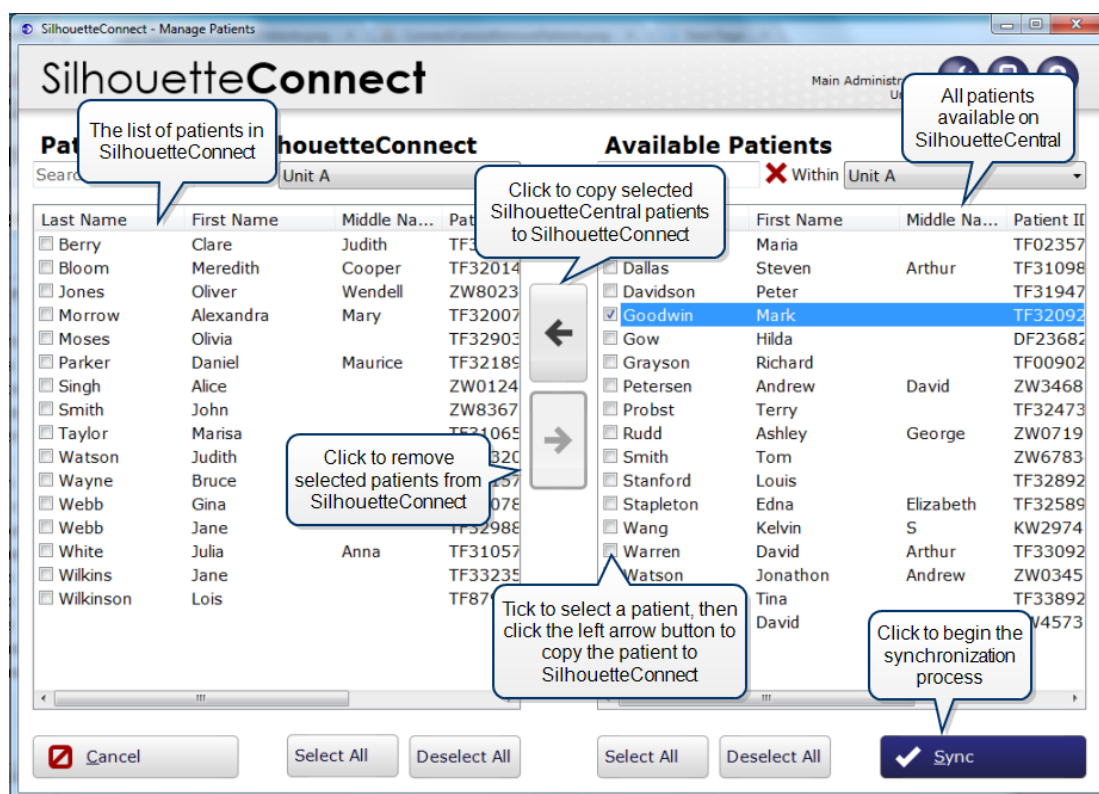 SilhouetteConnect - Manage Patients
SilhouetteConnect
Main Administr
U
All patients
available on
SilhouetteCentral
The list of patients in
SilhouetteConnect
Pat houetteConnect
Available Patients
Sear Unit A
Within Unit A
Click to copy selected
SilhouetteCentral patients
to SilhouetteConnect
Last Name First Name Middle Na... Pat
First Name Middle Na... Patient ID
Berry Clare Judith TF3
Bloom Meredith Cooper TF32014
Jones Oliver Wendell ZW8023
Morrow Alexandra Mary TF32007
Moses Olivia TF32903
Parker Daniel Maurice TF32189
Singh Alice ZW0124
Smith John ZW8367
Taylor Marisa TF31065
Watson Judith 320
Wayne Bruce 157
Webb Gina 078
Webb Jane TF32988
White Julia Anna TF31057
Wilkins Jane TF33235
Wilkinson Lois TF87
Maria TF02357
Dallas Steven Arthur TF31098
Davidson Peter TF31947
Goodwin Mark TF32092
Gow Hilda DF23682
Grayson Richard TF00902
Petersen Andrew David ZW3468
Probst Terry TF32473
Rudd Ashley George ZW0719
Smith Tom ZW6783
Stanford Louis TF32892
Stapleton Edna Elizabeth TF32589
Wang Kelvin S KW2974
Warren David Arthur TF33092
Watson Jonathon Andrew ZW0345
Tina TF33892
David W4573
Click to remove
selected patients from
SilhouetteConnect
Tick to select a patient, then
click the left arrow button to
copy the patient to
SilhouetteConnect
Click to begin the
synchronization
process
Cancel
Select All
Deselect All
Select All
Deselect All
Sync